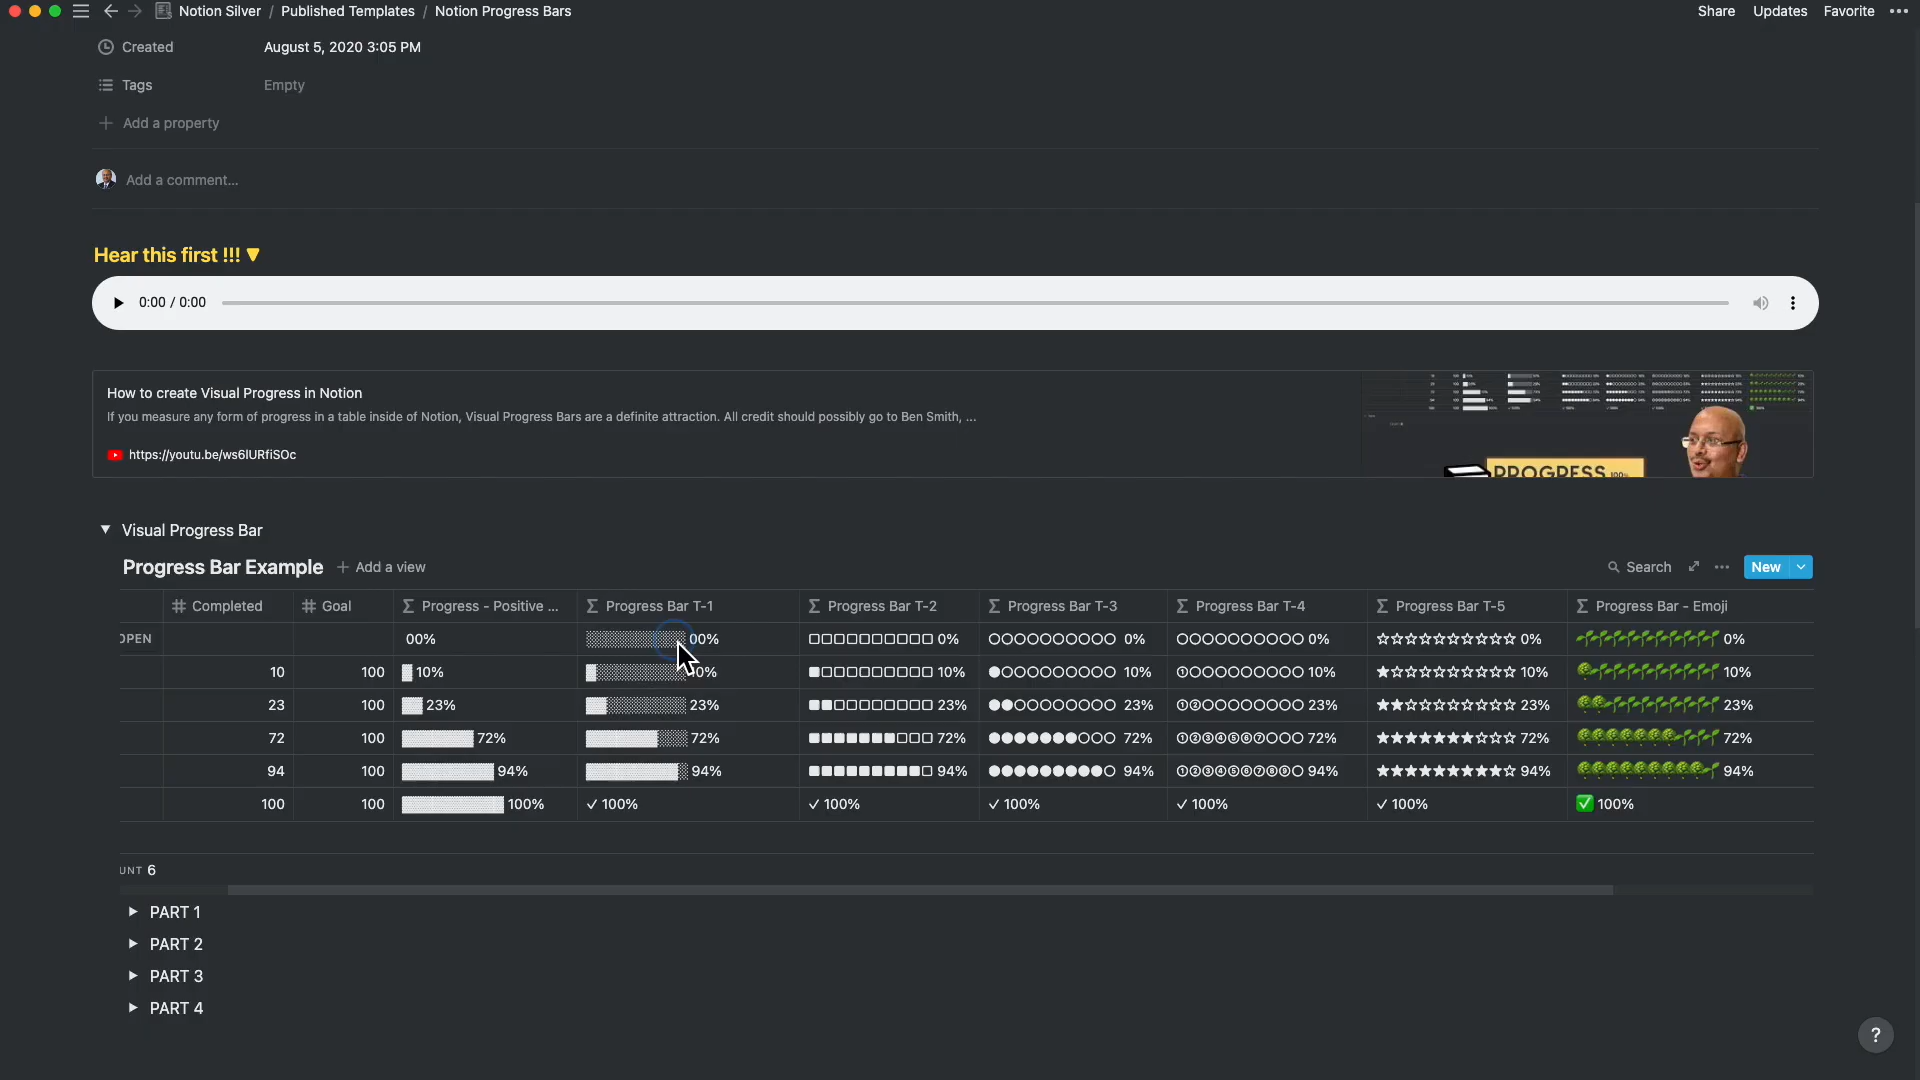 Notion Silver / Published Templates / Notion Progress Bars
Share Updates Favorite
Created August 5, 2020 3:05 PM
Tags Empty
Add a property
Add a comment...
Hear this first !!! ▼
0:00 / 0:00
How to create Visual Progress in Notion
If you measure any form of progress in a table inside of Notion, Visual Progress Bars are a definite attraction. All credit should possibly go to Ben Smith, ...
https://youtu.be/ws6lURfiSOc
PROGRESS 100%
Visual Progress Bar
Progress Bar Example + Add a view Search New
Completed Goal Progress - Positive ... Progress Bar T-1 Progress Bar T-2 Progress Bar T-3 Progress Bar T-4 Progress Bar T-5 Progress Bar - Emoji
OPEN 00% 00% 0% 0% 0% 0% 0%
10 100 10% 10% 10% 10% ① 10% 10% 10%
23 100 23% 23% 23% 23% ①② 23% 23% 23%
72 100 72% 72% 72% 72% ①②③④⑤⑥⑦ 72% 72% 72%
94 100 94% 94% 94% 94% ①②③④⑤⑥⑦⑧⑨ 94% 94% 94%
100 100 100% ✓ 100% ✓ 100% ✓ 100% ✓ 100% ✓ 100% ✅ 100%
UNT 6
PART 1
PART 2
PART 3
PART 4
?